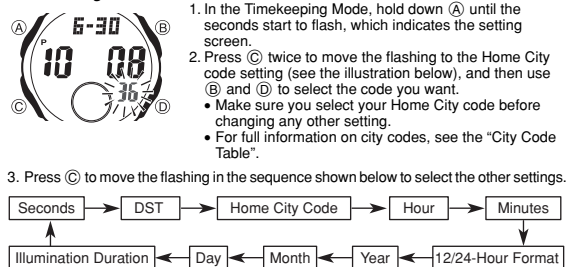 1. In the Timekeeping Mode, hold down Ⓐ until the
seconds start to flash, which indicates the setting
screen.
2. Press Ⓒ twice to move the flashing to the Home City
code setting (see the illustration below), and then use
Ⓑ and Ⓓ to select the code you want.
• Make sure you select your Home City code before
changing any other setting.
• For full information on city codes, see the “City Code
Table”.
Ⓐ 6-30 Ⓑ
P
10 08
36
Ⓒ Ⓓ
3. Press Ⓒ to move the flashing in the sequence shown below to select the other settings.
Seconds DST Home City Code Hour Minutes
Illumination Duration Day Month Year 12/24-Hour Format